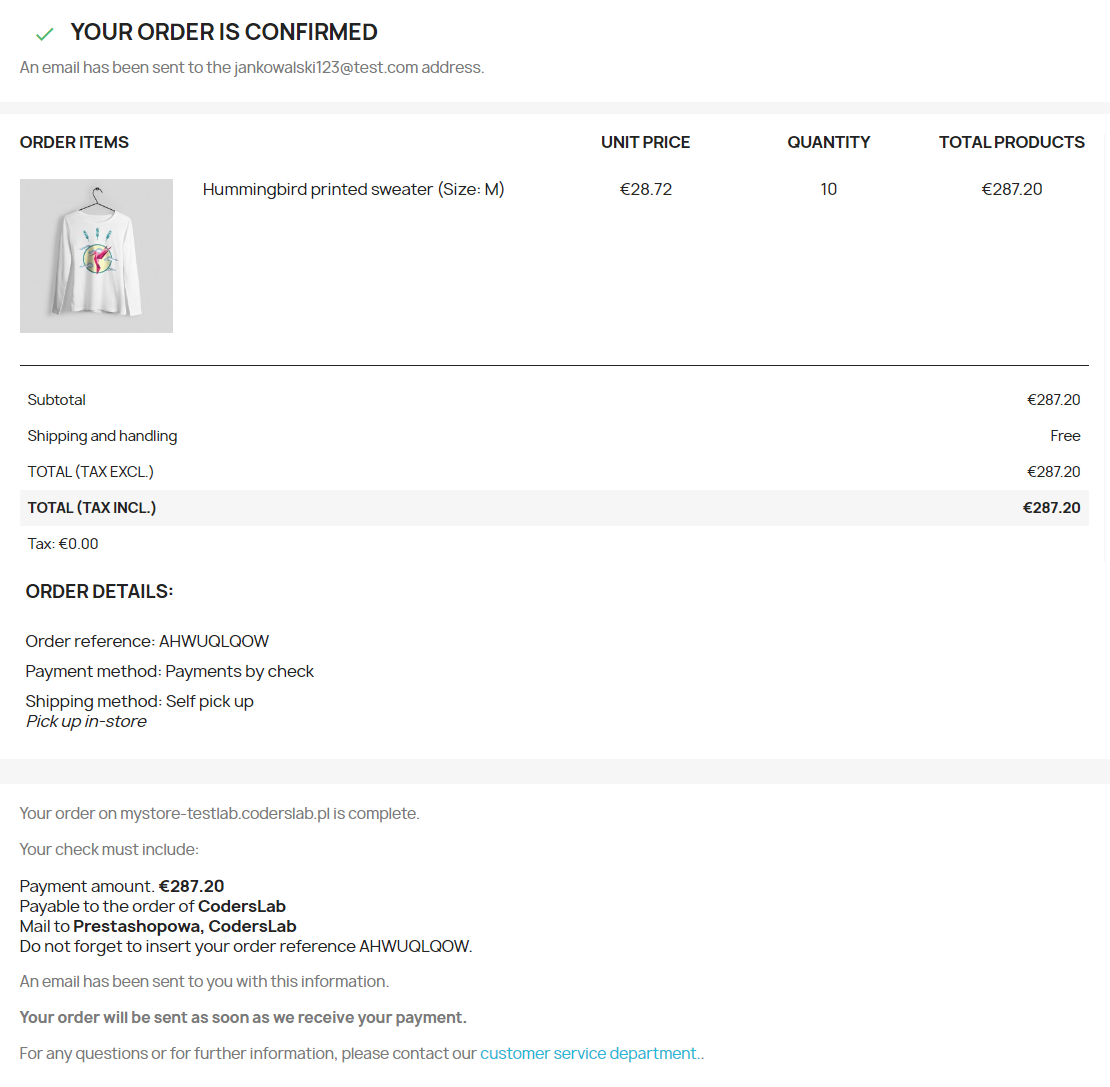 YOUR ORDER IS CONFIRMED
An email has been sent to the jankowalski123@test.com address.
ORDER ITEMS UNIT PRICE QUANTITY TOTAL PRODUCTS
Hummingbird printed sweater (Size: M) €28.72 10 €287.20
Subtotal €287.20
Shipping and handling Free
TOTAL (TAX EXCL.) €287.20
TOTAL (TAX INCL.) €287.20
Tax: €0.00
ORDER DETAILS:
Order reference: AHWUQLQOW
Payment method: Payments by check
Shipping method: Self pick up
Pick up in-store
Your order on mystore-testlab.coderslab.pl is complete.
Your check must include:
Payment amount. €287.20
Payable to the order of CodersLab
Mail to Prestashopowa, CodersLab
Do not forget to insert your order reference AHWUQLQOW.
An email has been sent to you with this information.
Your order will be sent as soon as we receive your payment.
For any questions or for further information, please contact our customer service department..